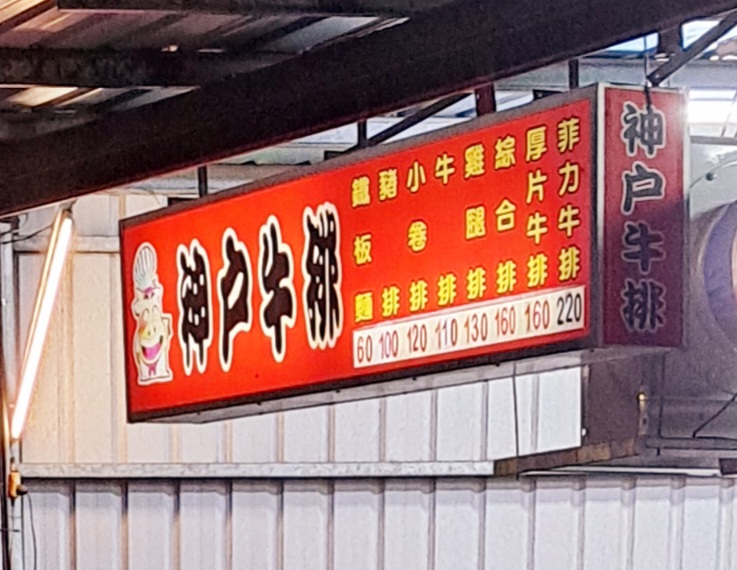 神户牛排
鐵板麵 60
豬排 100
小卷排 120
牛排 110
雞腿排 130
綜合排 160
厚片牛排 160
菲力牛排 220
神户牛排